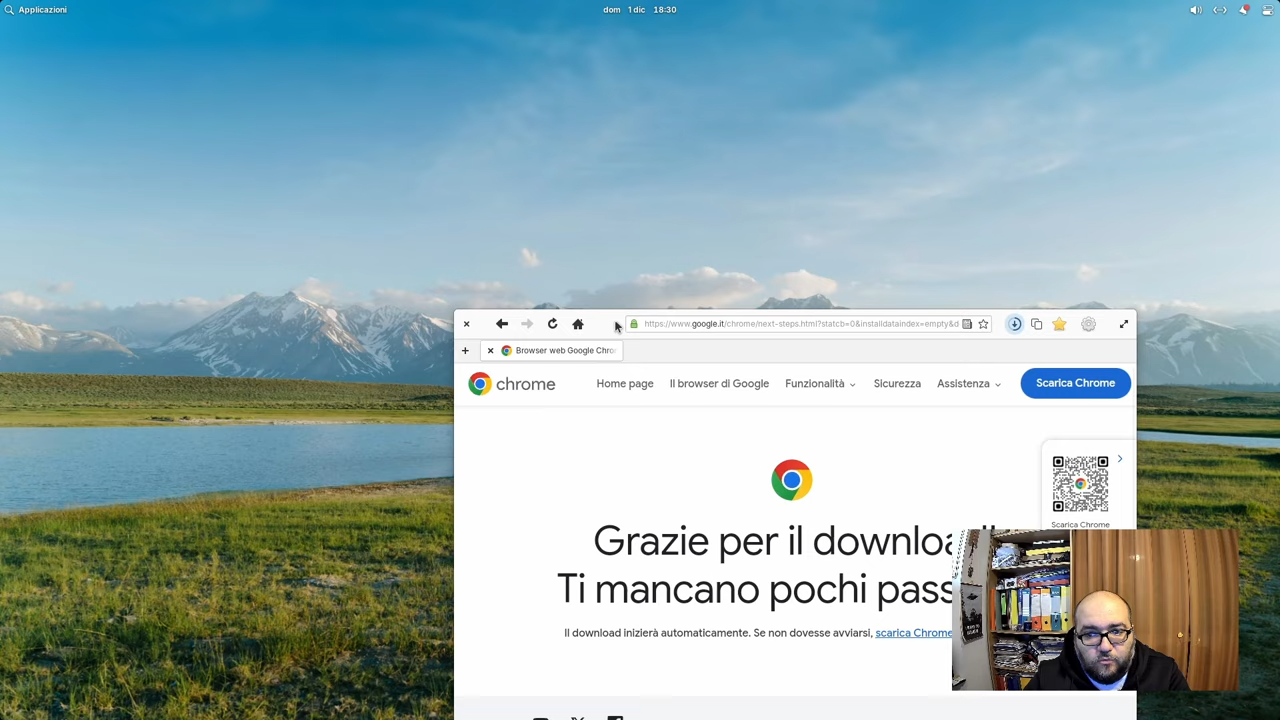 Applicazioni
dom 1 dic 18:30
https://www.google.it/chrome/next-steps.html?statcb=0&installdataindex=empty&d
Browser web Google Chro
chrome
Home page
Il browser di Google
Funzionalità
Sicurezza
Assistenza
Scarica Chrome
Scarica Chrome
Grazie per il downloa
Ti mancano pochi pass
Il download inizierà automaticamente. Se non dovesse avviarsi, scarica Chrome